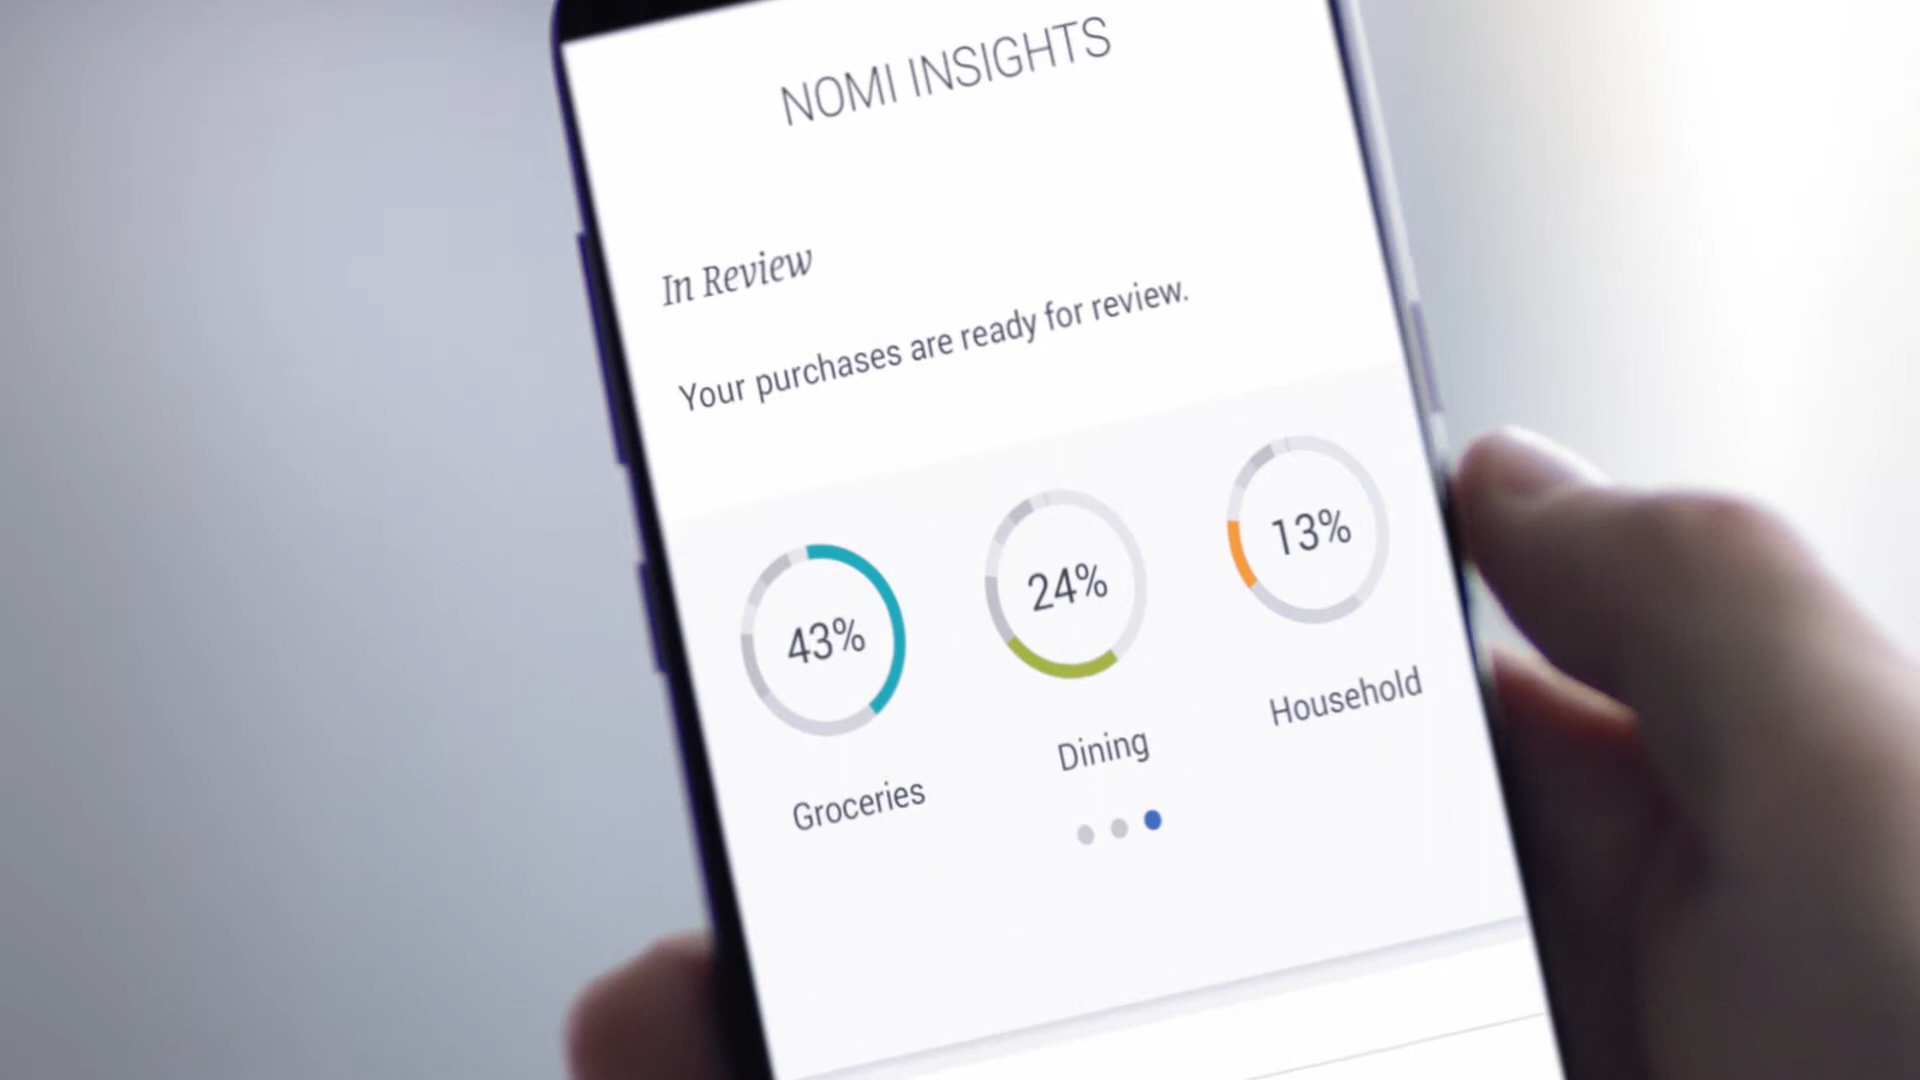 NOMI INSIGHTS
In Review
Your purchases are ready for review.
43%
24%
13%
Groceries
Dining
Household